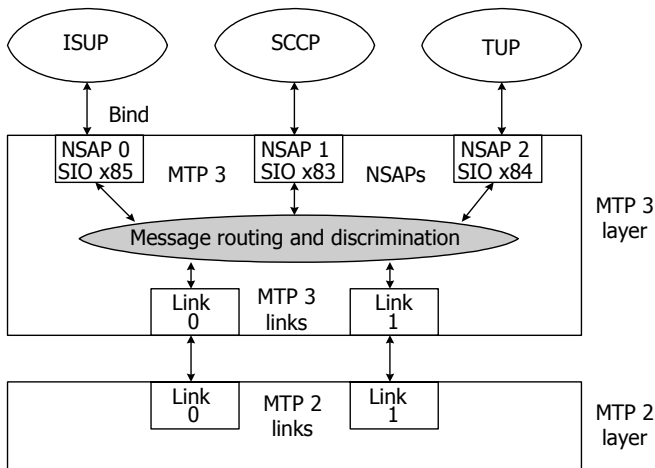 ISUP
SCCP
TUP
Bind
NSAP 0
SIO x85
MTP 3
NSAP 1
SIO x83
NSAPs
NSAP 2
SIO x84
MTP 3
layer
Message routing and discrimination
Link
0
MTP 3
links
Link
1
Link
0
MTP 2
links
Link
1
MTP 2
layer